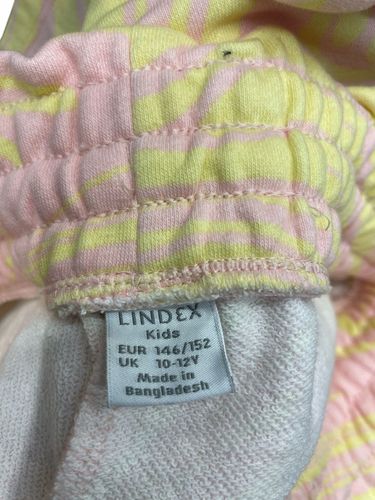 LINDEX
Kids
EUR 146/152
UK 10-12Y
Made in
Bangladesh